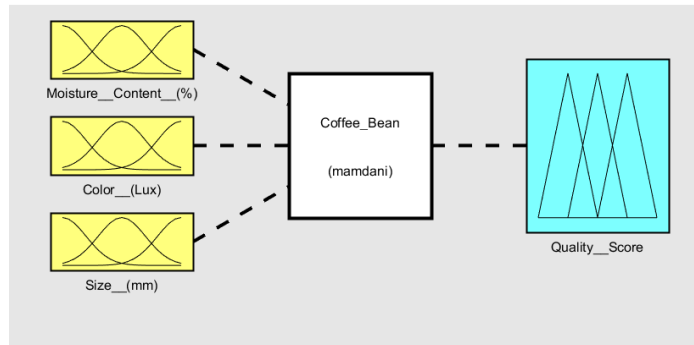 Moisture__Content__(%)
Color__(Lux)
Size__(mm)
Coffee_Bean
(mamdani)
Quality__Score